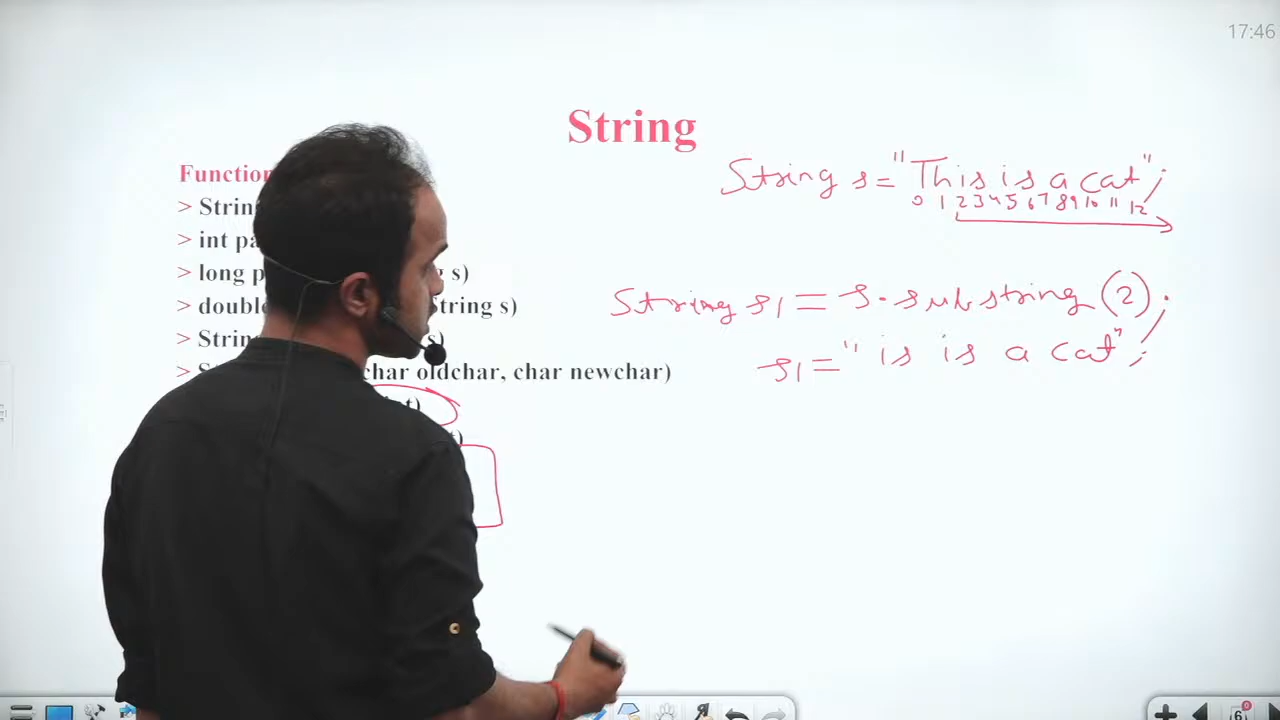 17:46
String
Function
> Strin
> int pa
> long p g s)
> double String s)
> Strin s)
> S char oldchar, char newchar)
int)
t)
String s = "This is a cat";
0 1 2 3 4 5 6 7 8 9 10 11 12
String s1 = s.substring(2);
s1 = "is is a cat";
6